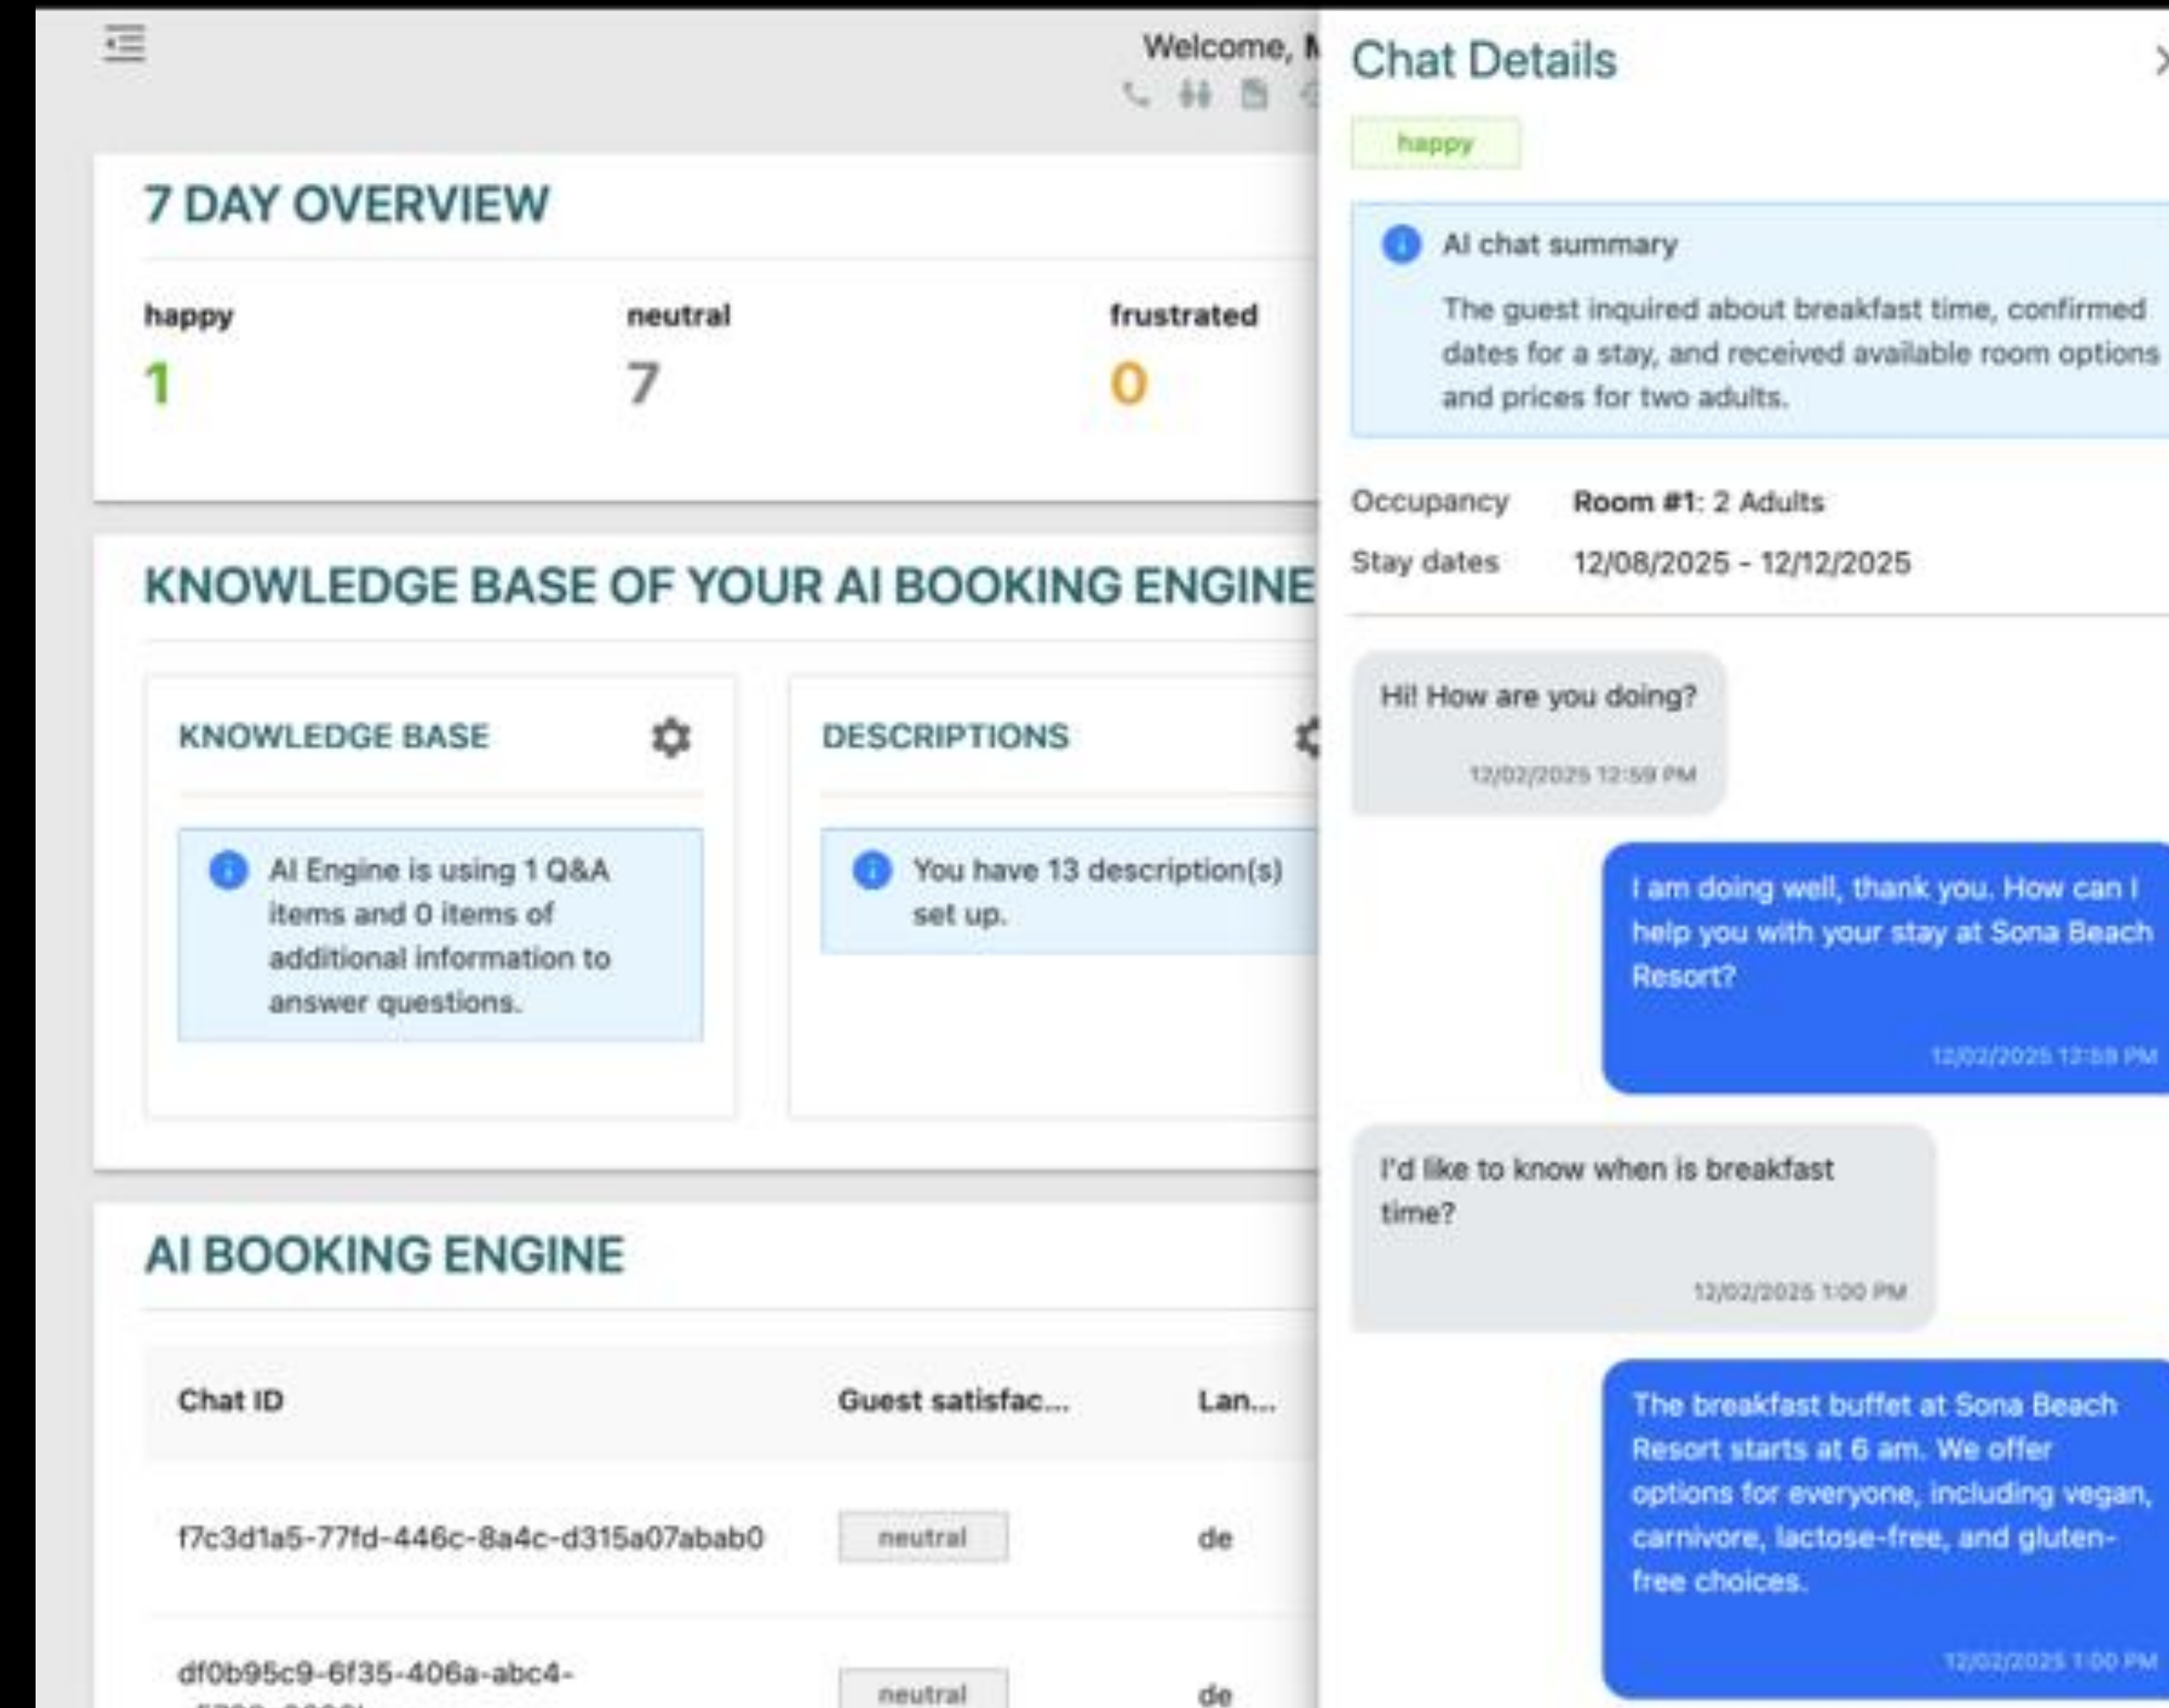 Welcome,
7 DAY OVERVIEW
happy
neutral
frustrated
1
7
0
KNOWLEDGE BASE OF YOUR AI BOOKING ENGINE
KNOWLEDGE BASE
AI Engine is using 1 Q&A
items and 0 items of
additional information to
answer questions.
DESCRIPTIONS
You have 13 description(s)
set up.
AI BOOKING ENGINE
Chat ID
Guest satisfac...
Lan...
f7c3d1a5-77fd-446c-8a4c-d315a07abab0
neutral
de
df0b95c9-6f35-406a-abc4-
neutral
de
Chat Details
happy
AI chat summary
The guest inquired about breakfast time, confirmed
dates for a stay, and received available room options
and prices for two adults.
Occupancy Room #1: 2 Adults
Stay dates 12/08/2025 - 12/12/2025
Hi! How are you doing?
12/02/2025 12:59 PM
I am doing well, thank you. How can I
help you with your stay at Sona Beach
Resort?
12/02/2025 12:59 PM
I'd like to know when is breakfast
time?
12/02/2025 1:00 PM
The breakfast buffet at Sona Beach
Resort starts at 6 am. We offer
options for everyone, including vegan,
carnivore, lactose-free, and gluten-
free choices.
12/02/2025 1:00 PM